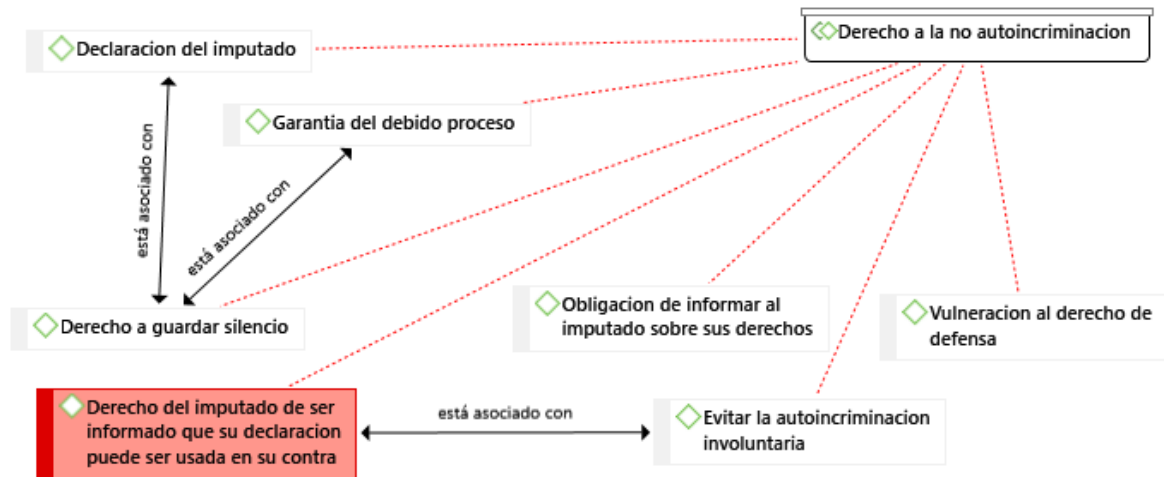 Derecho a la no autoincriminacion
Declaracion del imputado
Garantia del debido proceso
está asociado con
está asociado con
Derecho a guardar silencio
Obligacion de informar al
imputado sobre sus derechos
Vulneracion al derecho de
defensa
Derecho del imputado de ser
informado que su declaracion
puede ser usada en su contra
está asociado con
Evitar la autoincriminacion
involuntaria